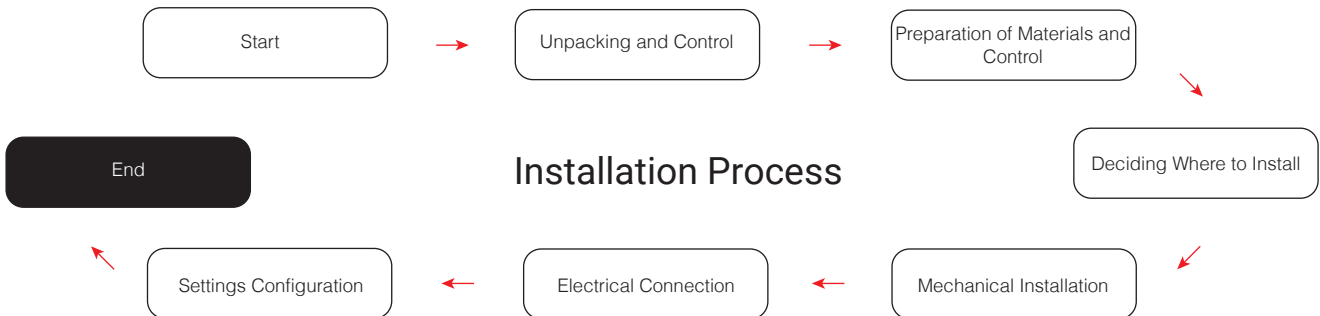 Start
Unpacking and Control
Preparation of Materials and
Control
Deciding Where to Install
End
Installation Process
Settings Configuration
Electrical Connection
Mechanical Installation